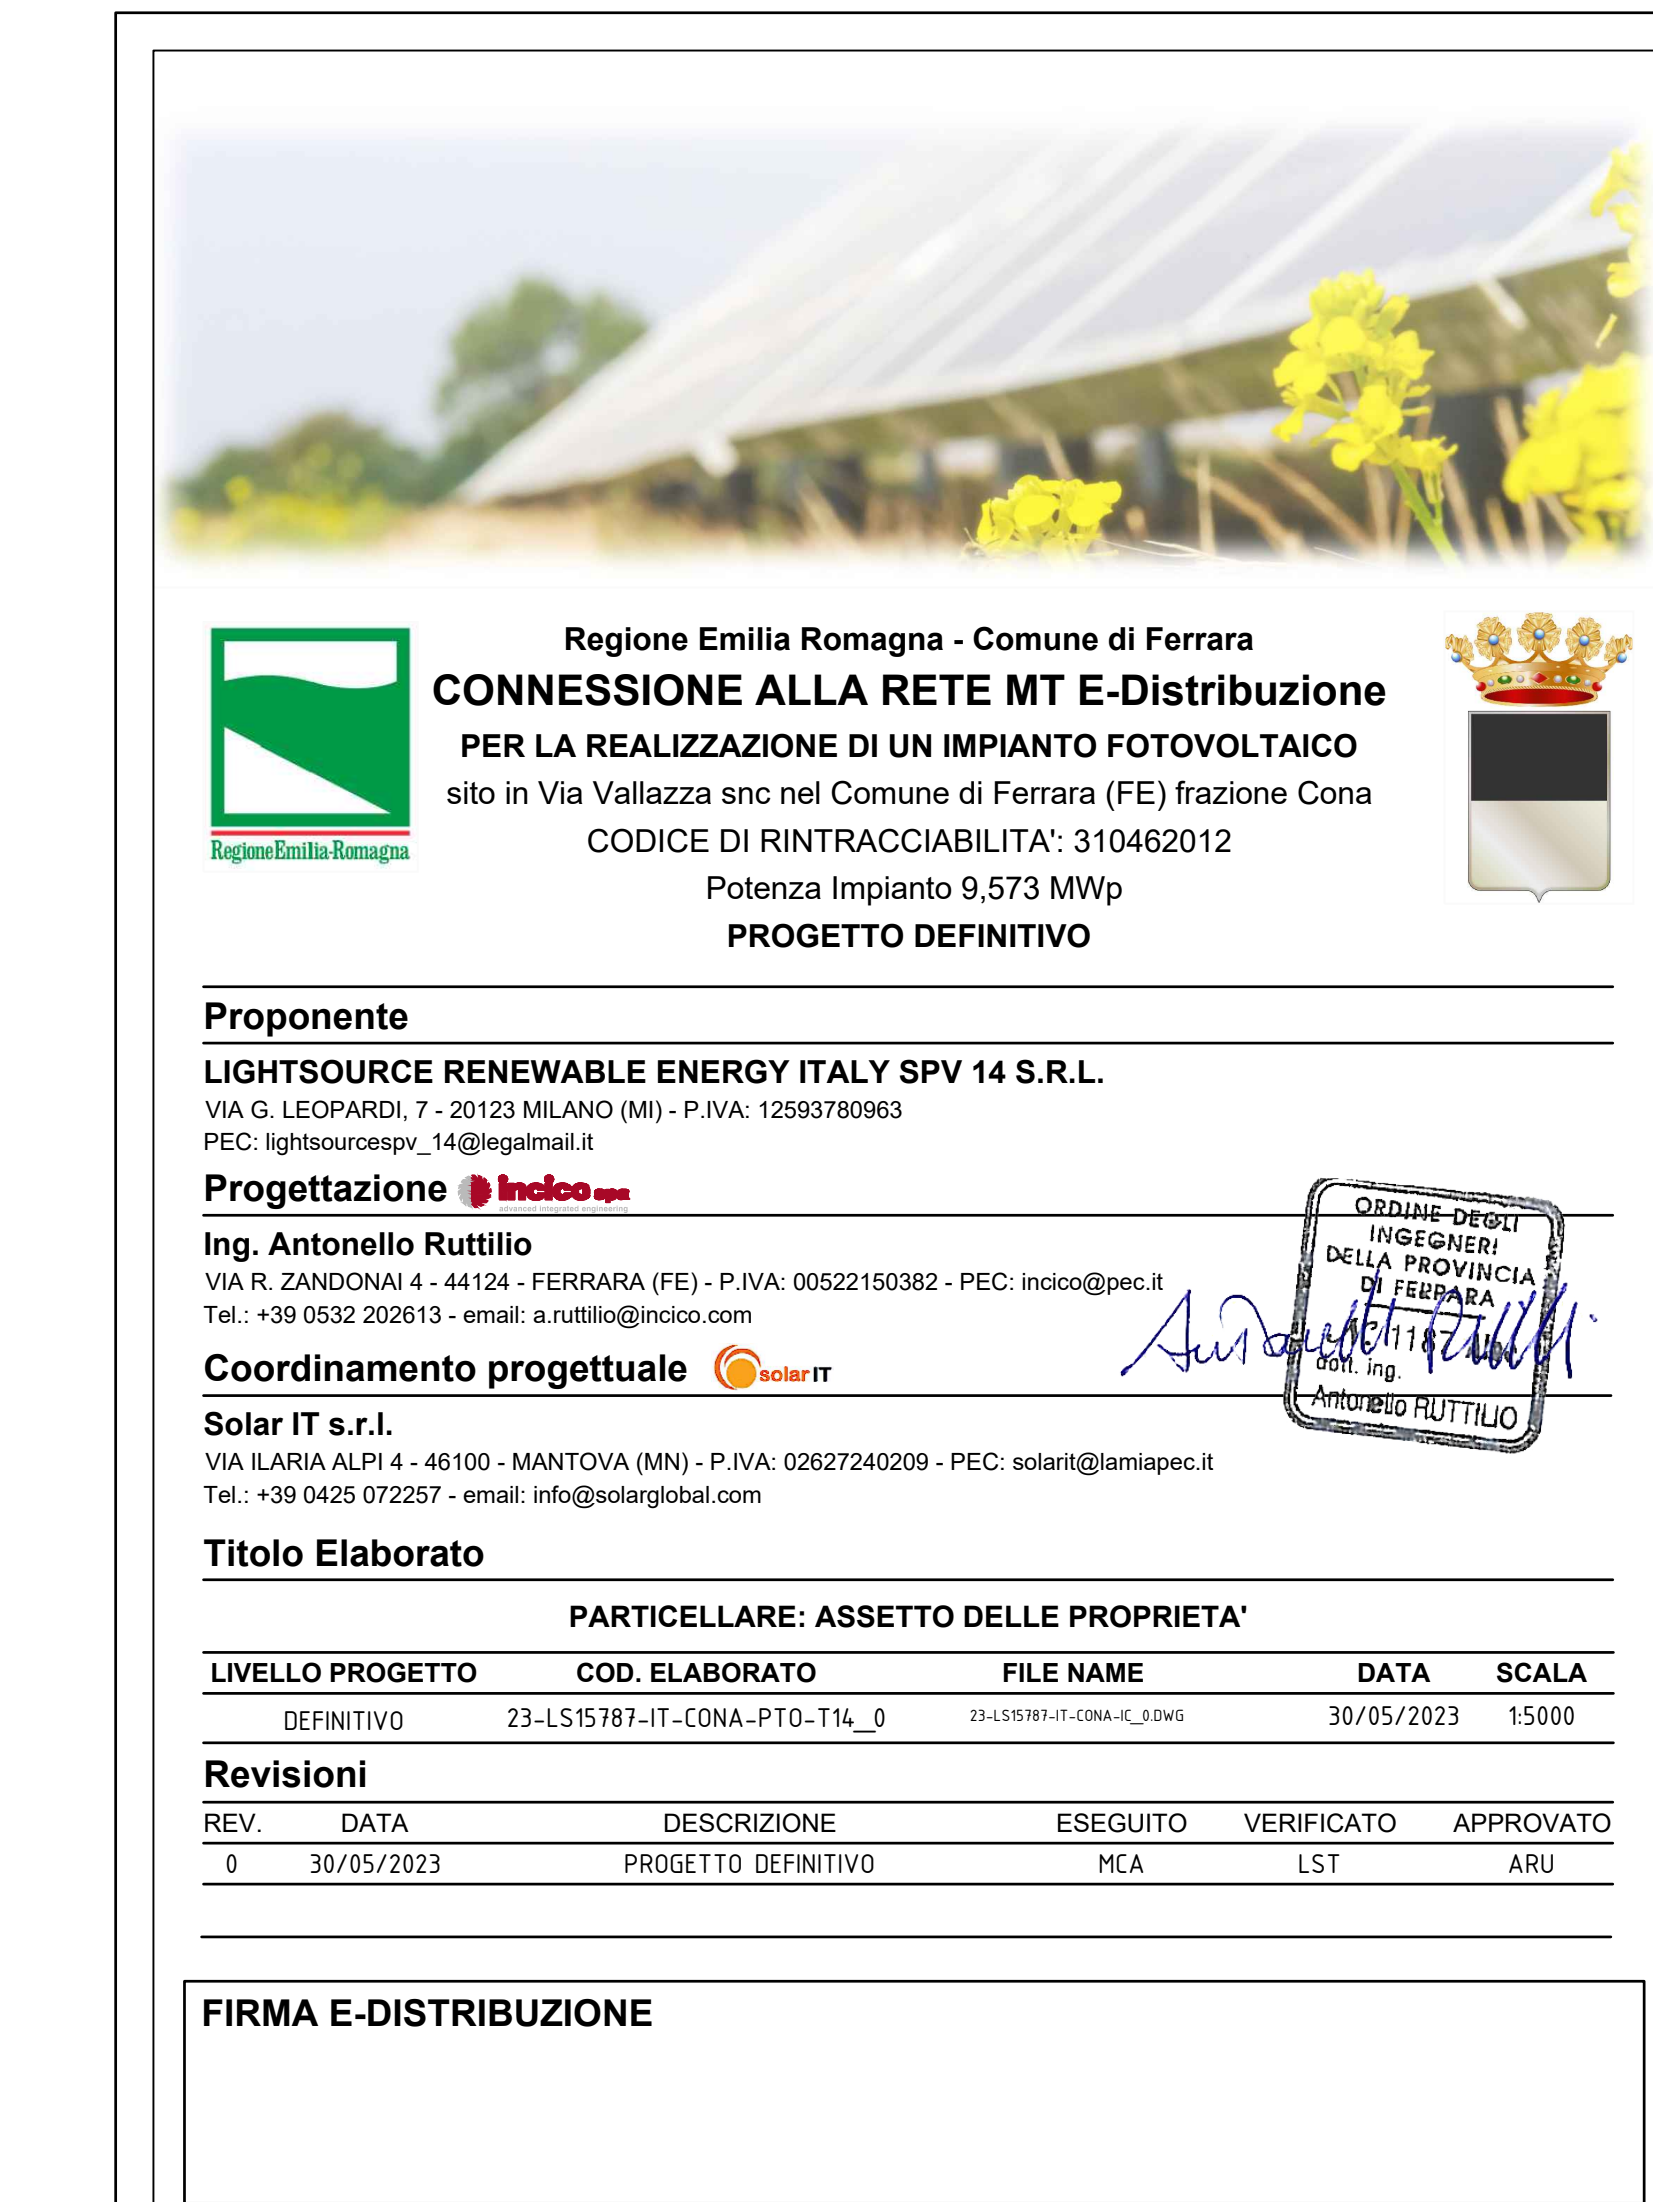 Regione Emilia Romagna - Comune di Ferrara
CONNESSIONE ALLA RETE MT E-Distribuzione
PER LA REALIZZAZIONE DI UN IMPIANTO FOTOVOLTAICO
sito in Via Vallazza snc nel Comune di Ferrara (FE) frazione Cona
CODICE DI RINTRACCIABILITA': 310462012
Potenza Impianto 9,573 MWp
PROGETTO DEFINITIVO
RegioneEmilia-Romagna
Proponente
LIGHTSOURCE RENEWABLE ENERGY ITALY SPV 14 S.R.L.
VIA G. LEOPARDI, 7 - 20123 MILANO (MI) - P.IVA: 12593780963
PEC: lightsourcespv_14@legalmail.it
Progettazione incico spa
advanced integrated engineering
Ing. Antonello Ruttilio
VIA R. ZANDONAI 4 - 44124 - FERRARA (FE) - P.IVA: 00522150382 - PEC: incico@pec.it
Tel.: +39 0532 202613 - email: a.ruttilio@incico.com
ORDINE DEGLI
INGEGNERI
DELLA PROVINCIA
DI FERRARA
1187
dott. ing.
Antonello RUTTILIO
Coordinamento progettuale solar IT
Solar IT s.r.l.
VIA ILARIA ALPI 4 - 46100 - MANTOVA (MN) - P.IVA: 02627240209 - PEC: solarit@lamiapec.it
Tel.: +39 0425 072257 - email: info@solarglobal.com
Titolo Elaborato
PARTICELLARE: ASSETTO DELLE PROPRIETA'
LIVELLO PROGETTO COD. ELABORATO FILE NAME DATA SCALA
DEFINITIVO 23-LS15787-IT-CONA-PTO-T14_0 23-LS15787-IT-CONA-IC_0.DWG 30/05/2023 1:5000
Revisioni
REV. DATA DESCRIZIONE ESEGUITO VERIFICATO APPROVATO
0 30/05/2023 PROGETTO DEFINITIVO MCA LST ARU
FIRMA E-DISTRIBUZIONE